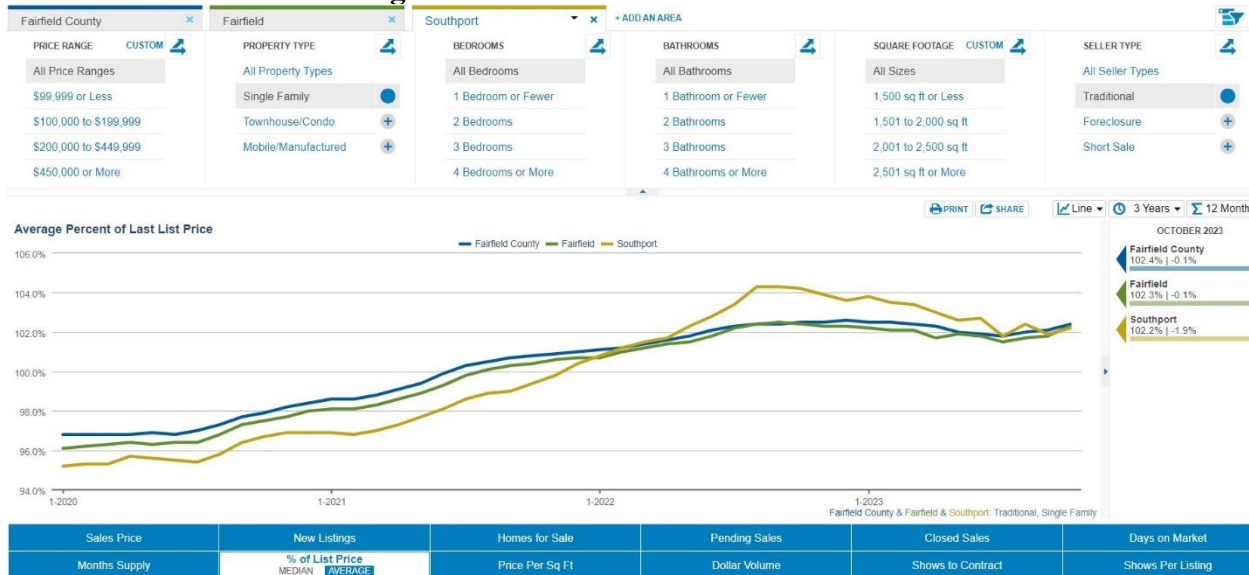 Fairfield County × Fairfield × Southport × + ADD AN AREA
PRICE RANGE CUSTOM PROPERTY TYPE BEDROOMS BATHROOMS SQUARE FOOTAGE CUSTOM SELLER TYPE
All Price Ranges All Property Types All Bedrooms All Bathrooms All Sizes All Seller Types
$99,999 or Less Single Family 1 Bedroom or Fewer 1 Bathroom or Fewer 1,500 sq ft or Less Traditional
$100,000 to $199,999 Townhouse/Condo + 2 Bedrooms 2 Bathrooms 1,501 to 2,000 sq ft Foreclosure +
$200,000 to $449,999 Mobile/Manufactured + 3 Bedrooms 3 Bathrooms 2,001 to 2,500 sq ft Short Sale +
$450,000 or More 4 Bedrooms or More 4 Bathrooms or More 2,501 sq ft or More
PRINT SHARE Line 3 Years Σ 12 Month
Average Percent of Last List Price
OCTOBER 2023
Fairfield County Fairfield Southport
Fairfield County
102.4% | -0.1%
Fairfield
102.3% | -0.1%
Southport
102.2% | -1.9%
106.0%
104.0%
102.0%
100.0%
98.0%
96.0%
94.0%
1-2020 1-2021 1-2022 1-2023
Fairfield County & Fairfield & Southport: Traditional, Single Family
Sales Price New Listings Homes for Sale Pending Sales Closed Sales Days on Market
Months Supply % of List Price Price Per Sq Ft Dollar Volume Shows to Contract Shows Per Listing
MEDIAN AVERAGE